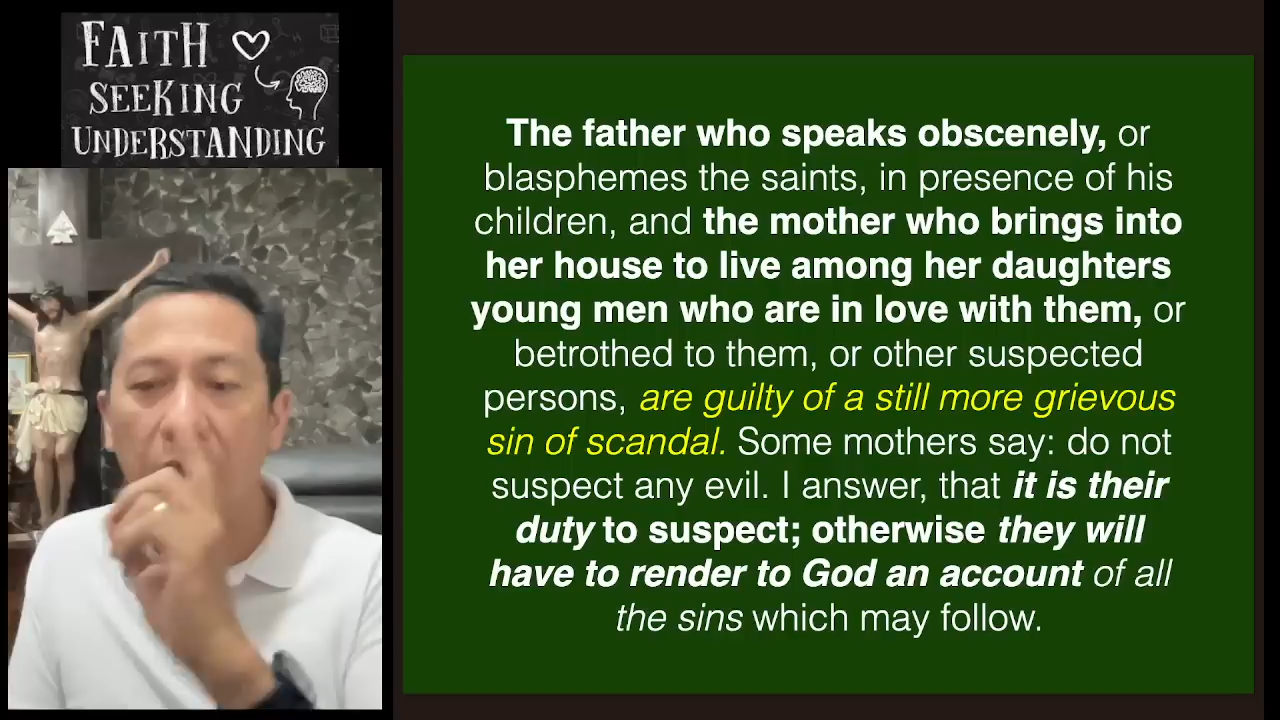 FAITH
SEEKING
UNDERSTANDING
The father who speaks obscenely, or
blasphemes the saints, in presence of his
children, and the mother who brings into
her house to live among her daughters
young men who are in love with them, or
betrothed to them, or other suspected
persons, are guilty of a still more grievous
sin of scandal. Some mothers say: do not
suspect any evil. I answer, that it is their
duty to suspect; otherwise they will
have to render to God an account of all
the sins which may follow.